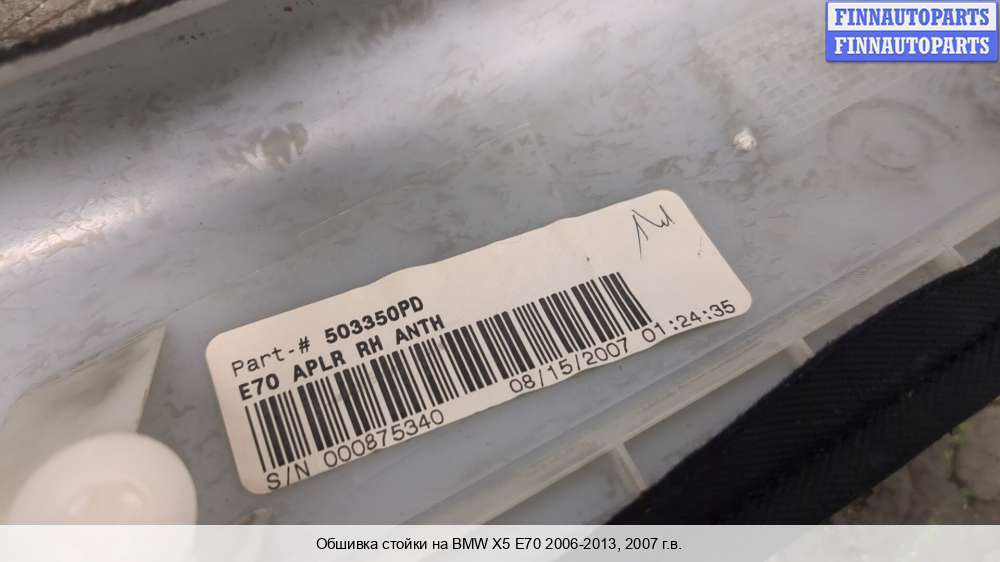 FINNAUTOPARTS
FINNAUTOPARTS
Part-# 503350PD
E70 APLR RH ANTH
S/N 000875340 08/15/2007 01:24:35
Обшивка стойки на BMW X5 E70 2006-2013, 2007 г.в.